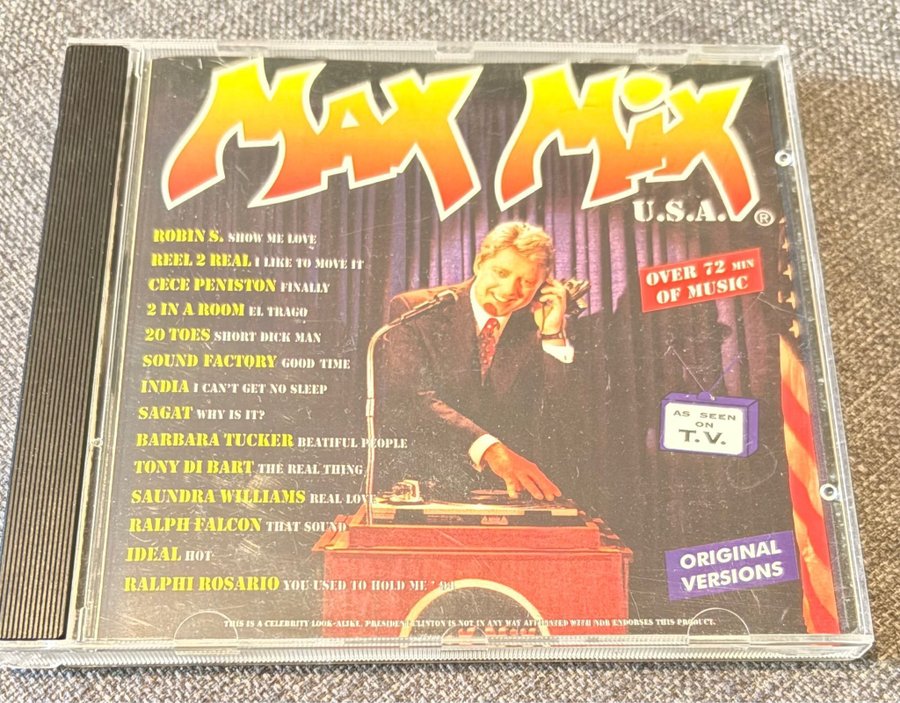 MAX MiX
U.S.A. ®
ROBIN S. SHOW ME LOVE
REEL 2 REAL I LIKE TO MOVE IT
CECE PENISTON FINALLY
2 IN A ROOM EL TRAGO
20 TOES SHORT DICK MAN
SOUND FACTORY GOOD TIME
INDIA I CAN'T GET NO SLEEP
SAGAT WHY IS IT?
BARBARA TUCKER BEATIFUL PEOPLE
TONY DI BART THE REAL THING
SAUNDRA WILLIAMS REAL LOVE
RALPH FALCON THAT SOUND
IDEAL HOT
RALPHI ROSARIO YOU USED TO HOLD ME '94
OVER 72 MIN
OF MUSIC
AS SEEN
ON
T.V.
ORIGINAL
VERSIONS
THIS IS A CELEBRITY LOOK-ALIKE. PRESIDENT CLINTON IS NOT IN ANY WAY AFFILIATED WITH NOR ENDORSES THIS PRODUCT.